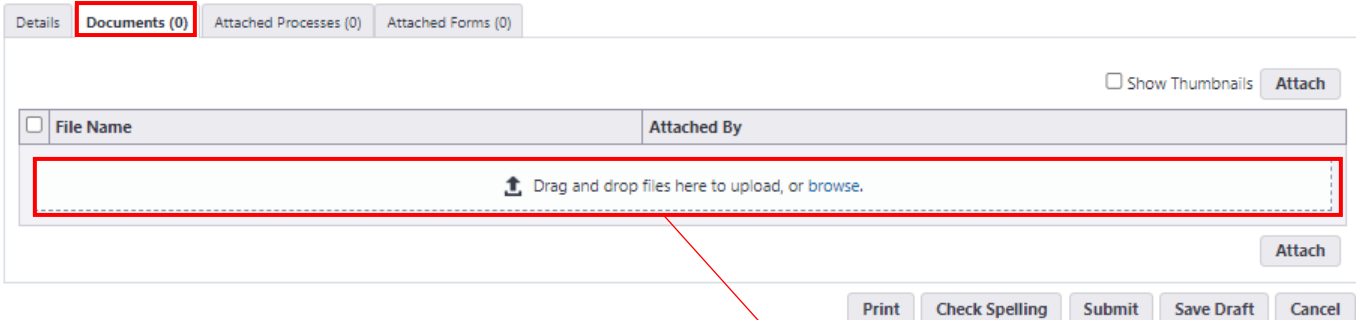 Details Documents (0) Attached Processes (0) Attached Forms (0)
Show Thumbnails Attach
File Name Attached By
Drag and drop files here to upload, or browse.
Attach
Print Check Spelling Submit Save Draft Cancel